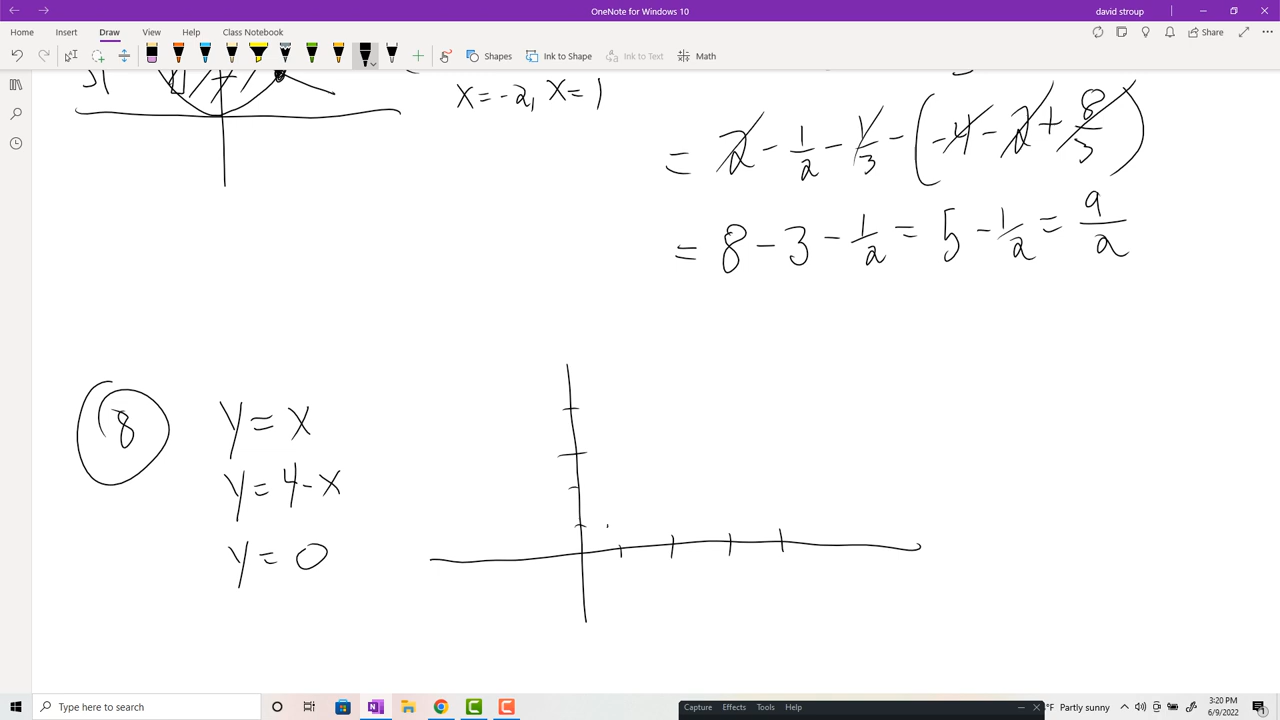 OneNote for Windows 10
david stroup
Home Insert Draw View Help Class Notebook
Share
Shapes Ink to Shape Ink to Text Math
x = -2, x = 1
= 2 - 1/2 - 1/3 - (-4 - 2 + 8/3)
= 8 - 3 - 1/2 = 5 - 1/2 = 9/2
8
y = x
y = 4 - x
y = 0
Type here to search
Capture Effects Tools Help
°F Partly sunny
3:20 PM
6/9/2022